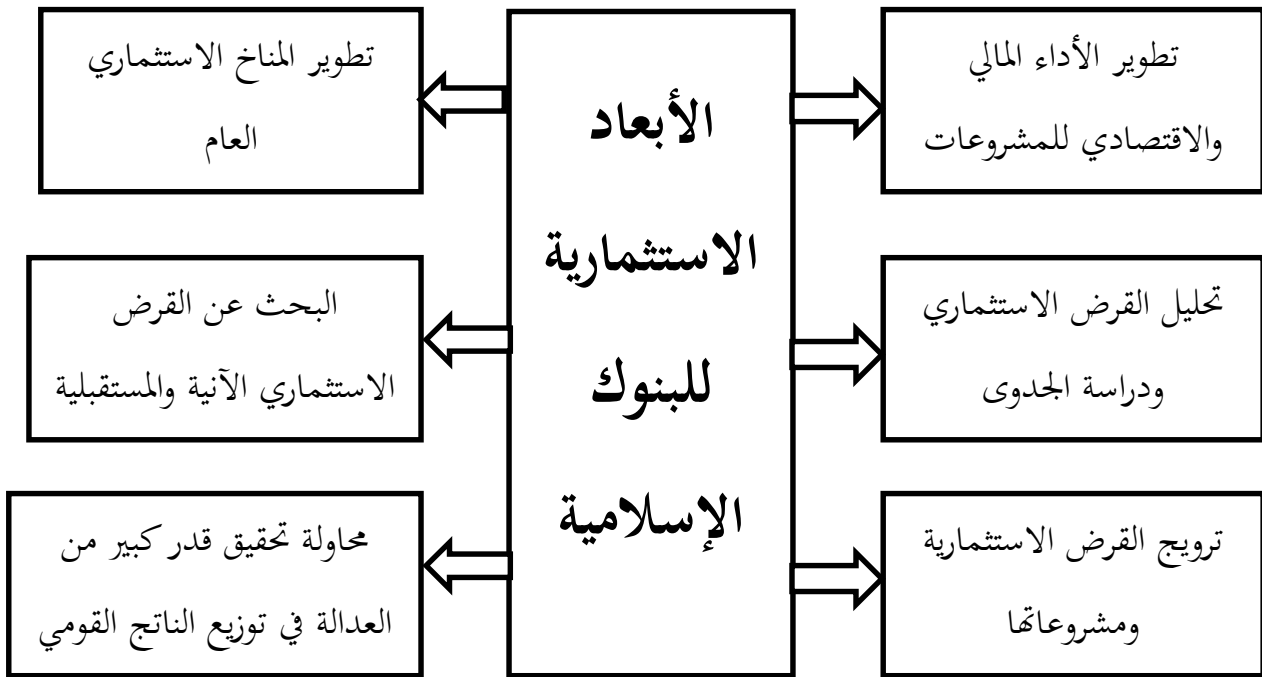 تطوير الأداء المالي
والاقتصادي للمشروعات
تحليل القرض الاستثماري
ودراسة الجدوى
ترويج القرض الاستثمارية
ومشروعاتها
الأبعاد
الاستثمارية
للبنوك
الإسلامية
تطوير المناخ الاستثماري
العام
البحث عن القرض
الاستثماري الآنية والمستقبلية
محاولة تحقيق قدر كبير من
العدالة في توزيع الناتج القومي